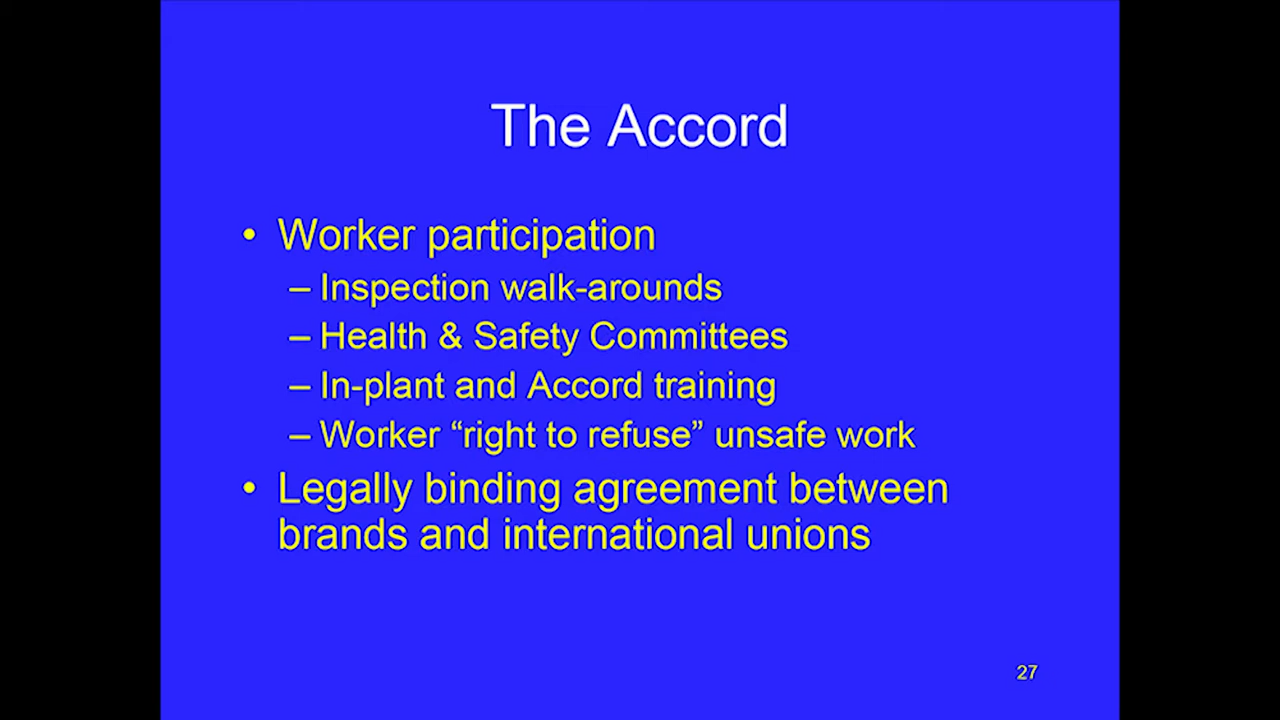 The Accord
• Worker participation
– Inspection walk-arounds
– Health & Safety Committees
– In-plant and Accord training
– Worker “right to refuse” unsafe work
• Legally binding agreement between
brands and international unions
27